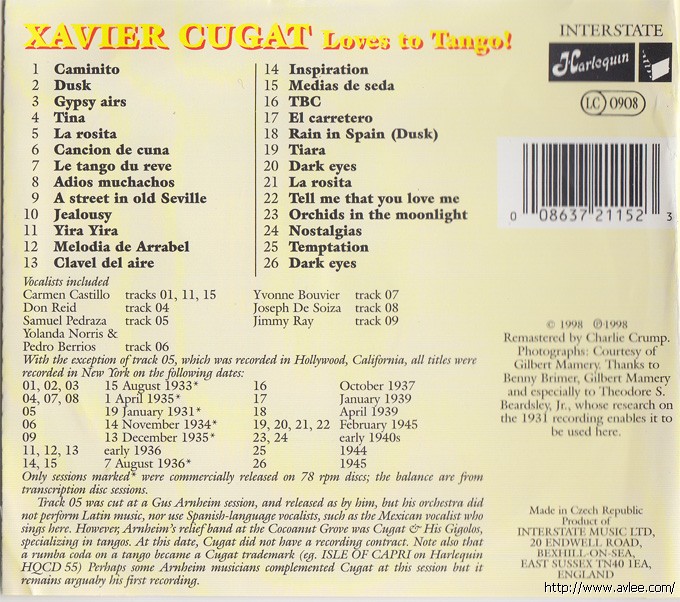 XAVIER CUGAT Loves to Tango!
1 Caminito
2 Dusk
3 Gypsy airs
4 Tina
5 La rosita
6 Cancion de cuna
7 Le tango du reve
8 Adios muchachos
9 A street in old Seville
10 Jealousy
11 Yira Yira
12 Melodia de Arrabel
13 Clavel del aire
14 Inspiration
15 Medias de seda
16 TBC
17 El carretero
18 Rain in Spain (Dusk)
19 Tiara
20 Dark eyes
21 La rosita
22 Tell me that you love me
23 Orchids in the moonlight
24 Nostalgias
25 Temptation
26 Dark eyes
Vocalists included
Carmen Castillo tracks 01, 11, 15
Don Reid track 04
Samuel Pedraza track 05
Yolanda Norris &
Pedro Berrios track 06
Yvonne Bouvier track 07
Joseph De Soiza track 08
Jimmy Ray track 09
With the exception of track 05, which was recorded in Hollywood, California, all titles were
recorded in New York on the following dates:
01, 02, 03 15 August 1933*
04, 07, 08 1 April 1935*
05 19 January 1931*
06 14 November 1934*
09 13 December 1935*
11, 12, 13 early 1936
14, 15 7 August 1936*
16 October 1937
17 January 1939
18 April 1939
19, 20, 21, 22 February 1945
23, 24 early 1940s
25 1944
26 1945
Only sessions marked* were commercially released on 78 rpm discs; the balance are from
transcription disc sessions.
Track 05 was cut at a Gus Arnheim session, and released as by him, but his orchestra did
not perform Latin music, nor use Spanish-language vocalists, such as the Mexican vocalist who
sings here. However, Arnheim's relief band at the Cocoanut Grove was Cugat & His Gigolos,
specializing in tangos. At this date, Cugat did not have a recording contract. Note also that
a rumba coda on a tango became a Cugat trademark (eg. ISLE OF CAPRI on Harlequin
HQCD 55) Perhaps some Arnheim musicians complemented Cugat at this session but it
remains arguaby his first recording.
INTERSTATE
Harlequin
LC 0908
0 08637 21152 3
© 1998 ℗1998
Remastered by Charlie Crump.
Photographs: Courtesy of
Gilbert Mamery. Thanks to
Benny Brimer, Gilbert Mamery
and especially to Theodore S.
Beardsley, Jr., whose research on
the 1931 recording enables it to
be used here.
Made in Czech Republic
Product of
INTERSTATE MUSIC LTD,
20 ENDWELL ROAD,
BEXHILL-ON-SEA,
EAST SUSSEX TN40 1EA,
ENGLAND
http://www.avlee.com/